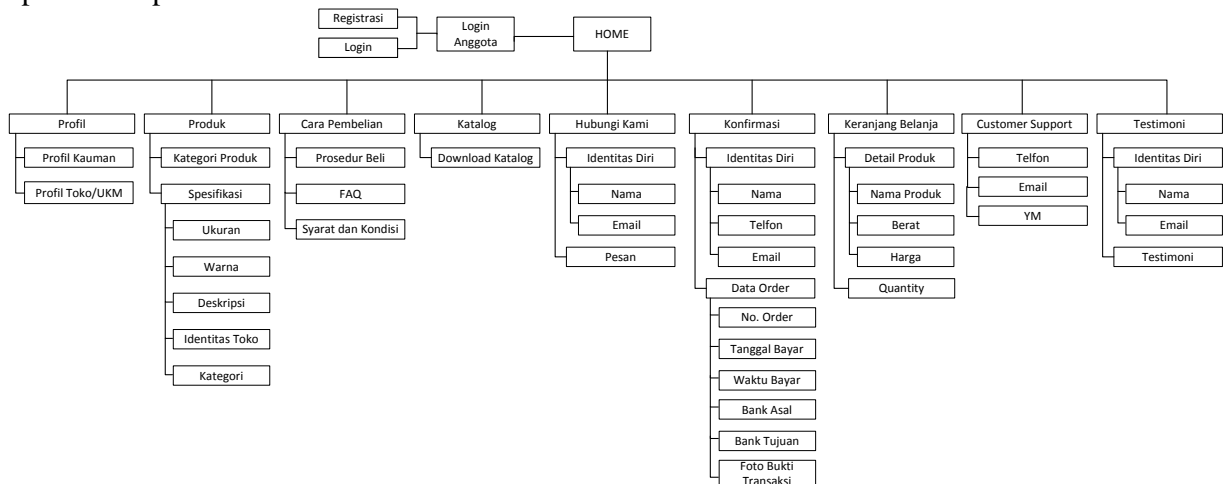 Registrasi
Login
Login
Anggota
HOME
Profil
Profil Kauman
Profil Toko/UKM
Produk
Kategori Produk
Spesifikasi
Ukuran
Warna
Deskripsi
Identitas Toko
Kategori
Cara Pembelian
Prosedur Beli
FAQ
Syarat dan Kondisi
Katalog
Download Katalog
Hubungi Kami
Identitas Diri
Nama
Email
Pesan
Konfirmasi
Identitas Diri
Nama
Telfon
Email
Data Order
No. Order
Tanggal Bayar
Waktu Bayar
Bank Asal
Bank Tujuan
Foto Bukti
Transaksi
Keranjang Belanja
Detail Produk
Nama Produk
Berat
Harga
Quantity
Customer Support
Telfon
Email
YM
Testimoni
Identitas Diri
Nama
Email
Testimoni